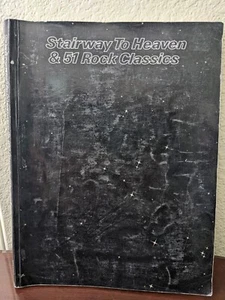 Stairway To Heaven
& 51 Rock Classics